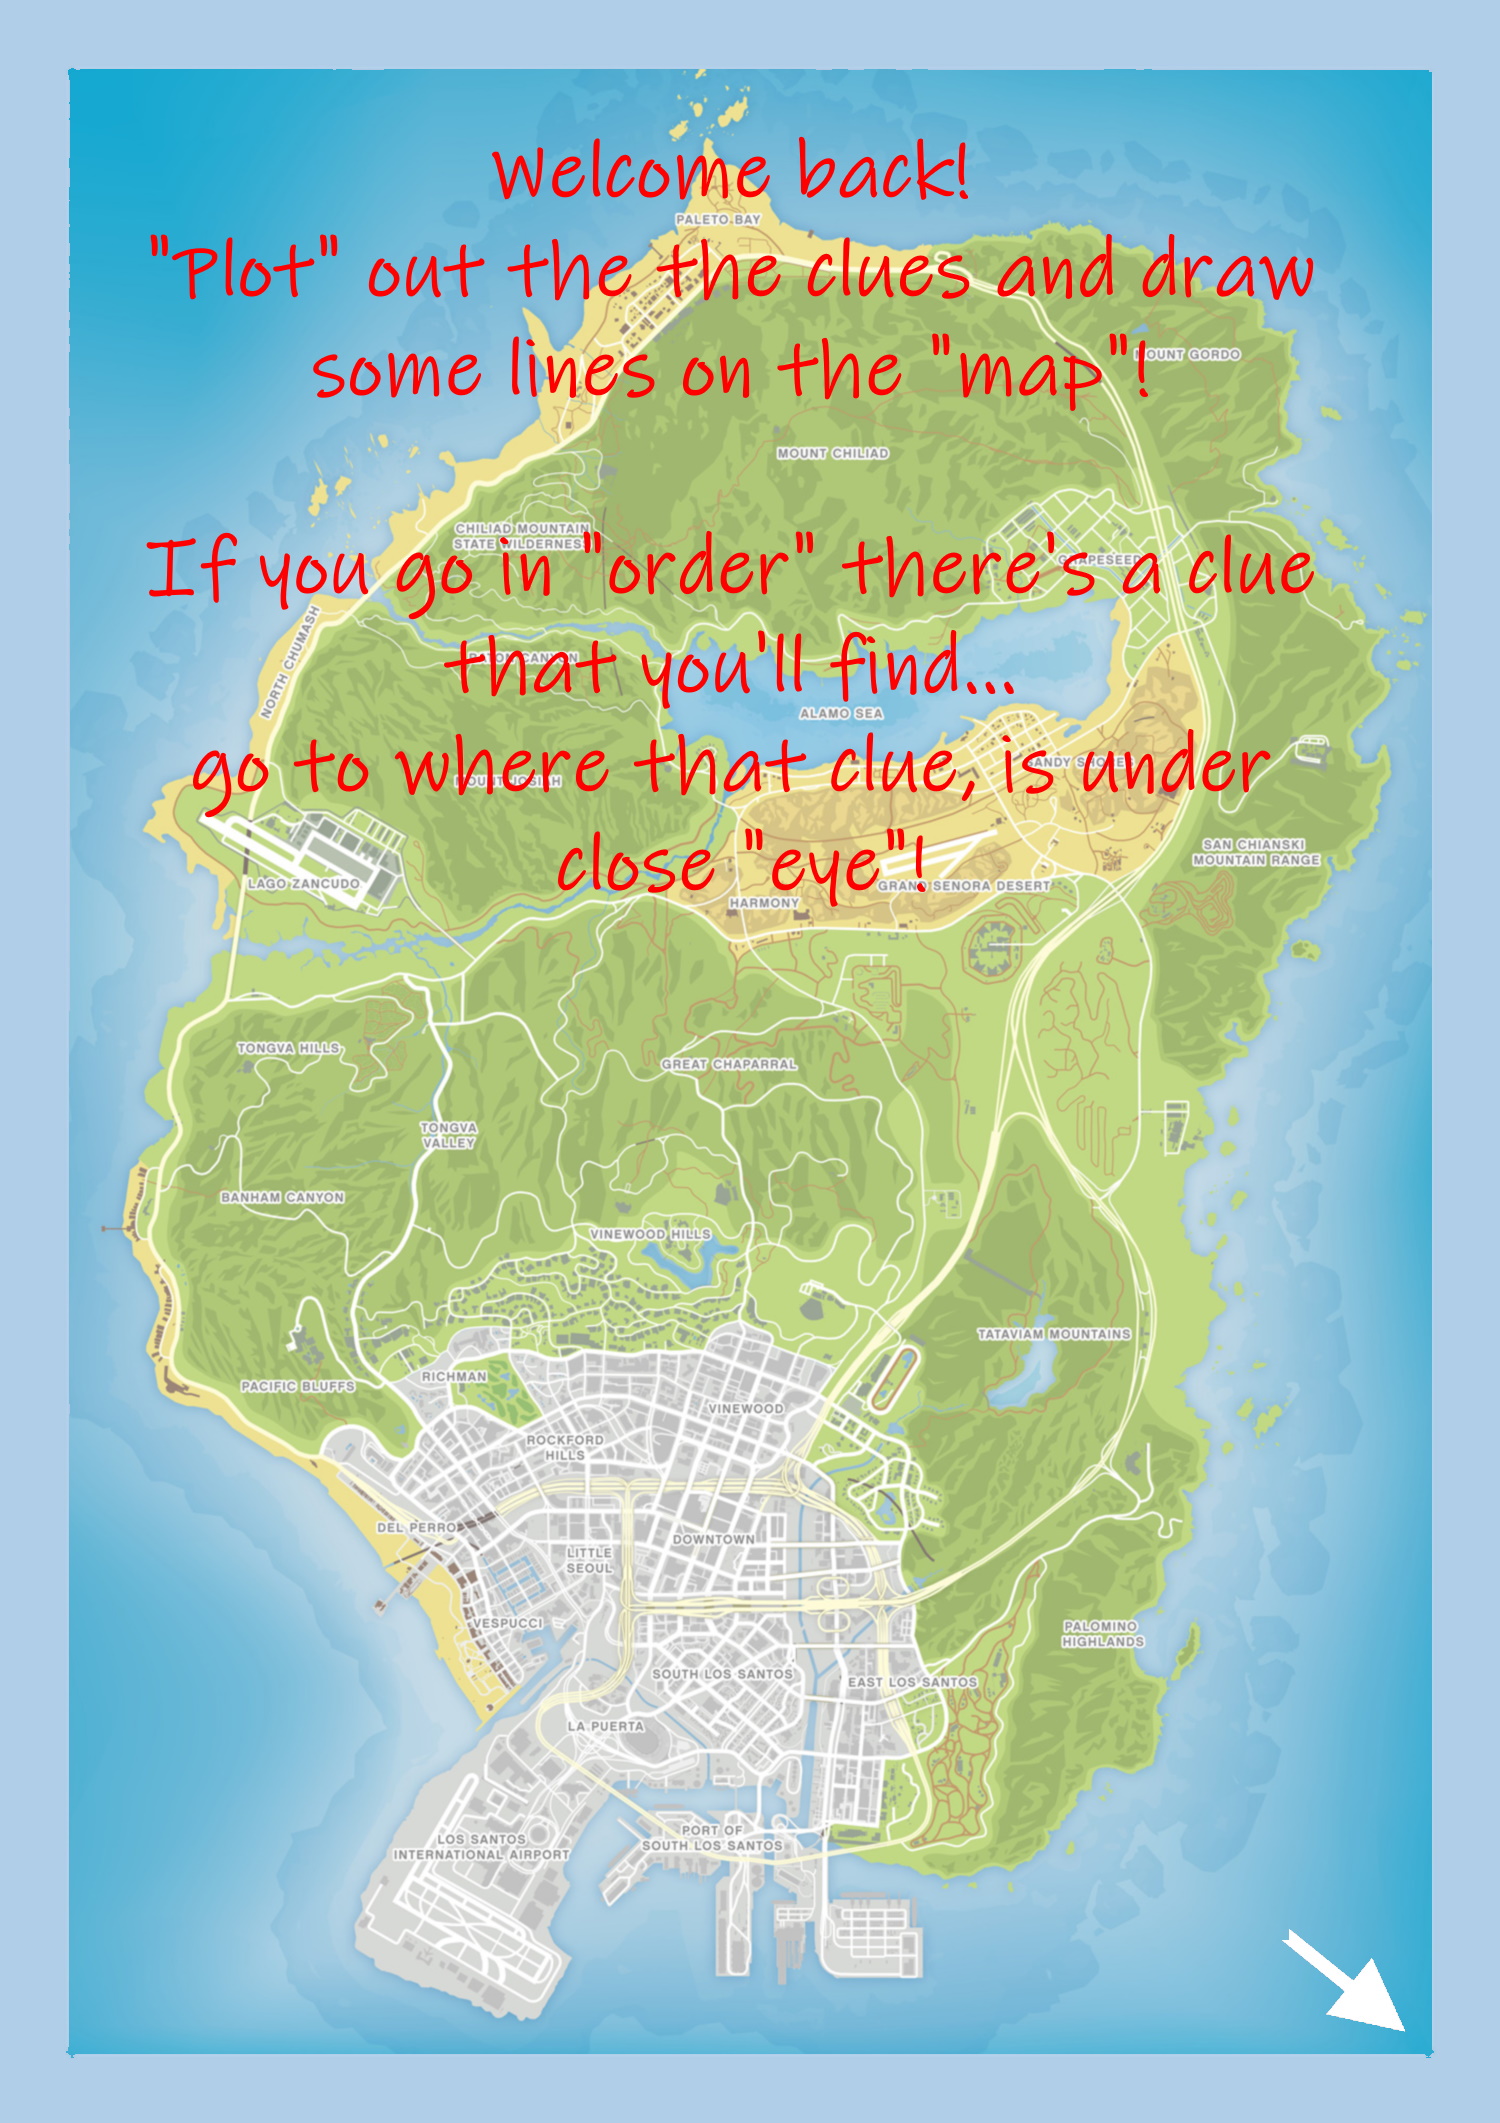 Welcome back!
PALETO BAY
"Plot" out the the clues and draw
some lines on the "map"!
MOUNT GORDO
MOUNT CHILIAD
CHILIAD MOUNTAIN
STATE WILDERNESS
If you go in "order" there's a clue
GRAPESEED
NORTH CHUMASH
that you'll find...
RATON CANYON
ALAMO SEA
go to where that clue, is under
MOUNT JOSIAH
SANDY SHORES
close "eye"!
SAN CHIANSKI
MOUNTAIN RANGE
LAGO ZANCUDO
GRAND SENORA DESERT
HARMONY
TONGVA HILLS
GREAT CHAPARRAL
TONGVA
VALLEY
BANHAM CANYON
VINEWOOD HILLS
TATAVIAM MOUNTAINS
RICHMAN
PACIFIC BLUFFS
VINEWOOD
ROCKFORD
HILLS
DEL PERRO
DOWNTOWN
LITTLE
SEOUL
VESPUCCI
PALOMINO
HIGHLANDS
SOUTH LOS SANTOS
EAST LOS SANTOS
LA PUERTA
PORT OF
SOUTH LOS SANTOS
LOS SANTOS
INTERNATIONAL AIRPORT